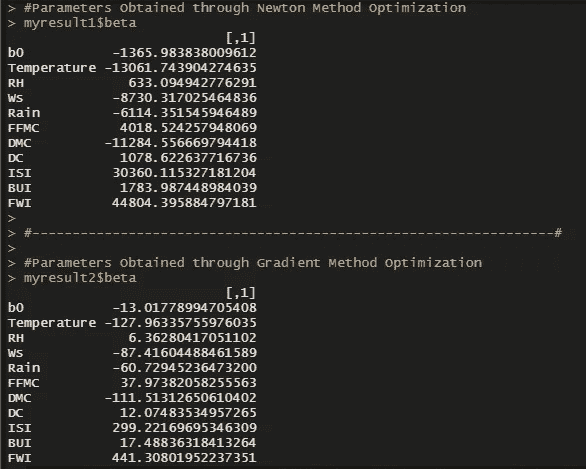 > #Parameters Obtained through Newton Method Optimization
> myresult1$beta
[,1]
b0 -1365.983838009612
Temperature -13061.743904274635
RH 633.094942776291
Ws -8730.317025464836
Rain -6114.351545946489
FFMC 4018.524257948069
DMC -11284.556669794418
DC 1078.622637716736
ISI 30360.115327181204
BUI 1783.987448984039
FWI 44804.395884797181
>
> #-----------------------------------------------------------------#
>
> #Parameters Obtained through Gradient Method Optimization
> myresult2$beta
[,1]
b0 -13.01778994705408
Temperature -127.96335755976035
RH 6.36280417051102
Ws -87.41604488461589
Rain -60.72945236473200
FFMC 37.97382058255563
DMC -111.51312650610402
DC 12.07483534957265
ISI 299.22169695346309
BUI 17.48836318413264
FWI 441.30801952237351